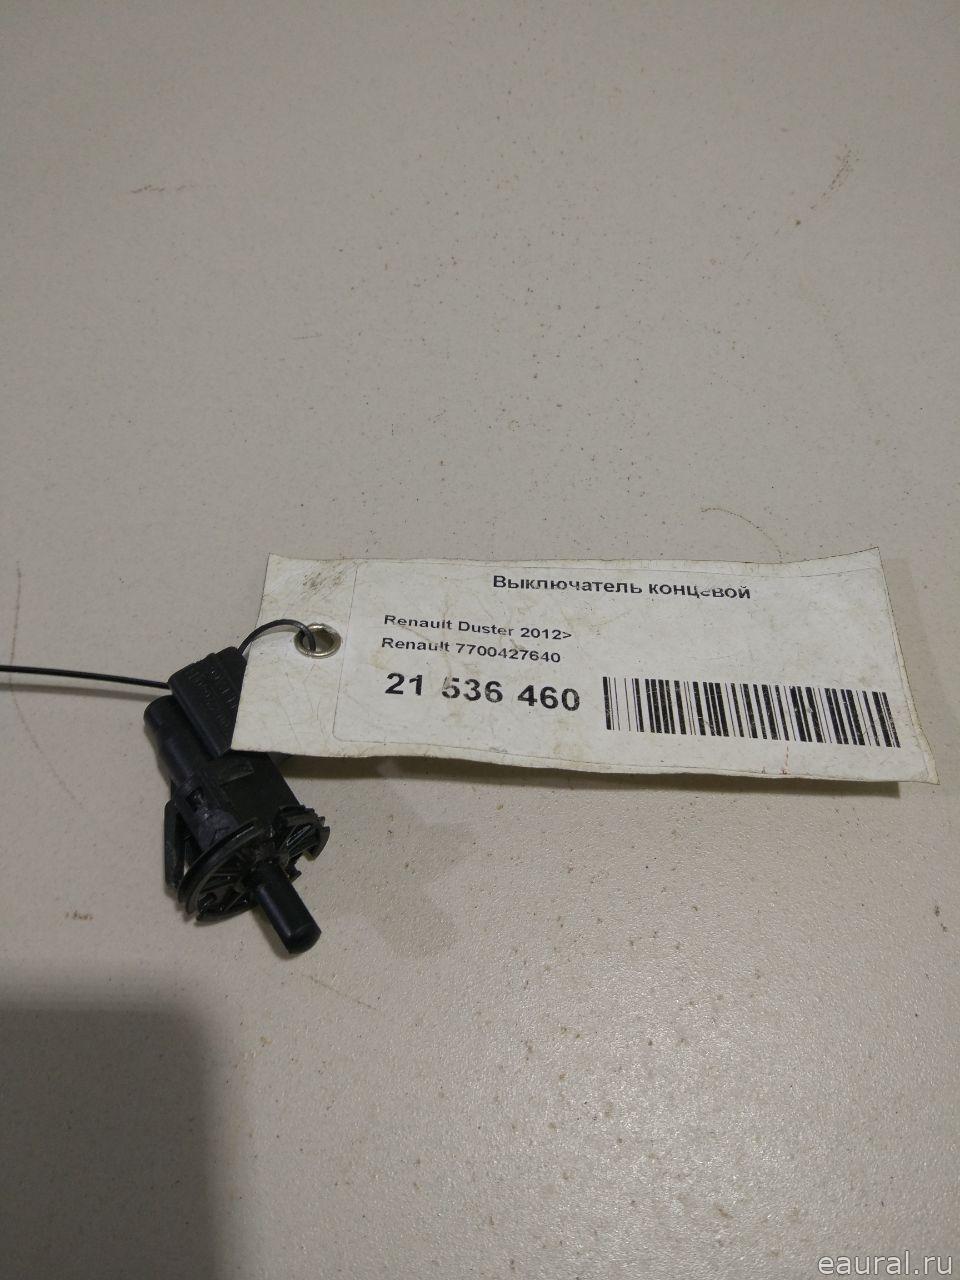 Выключатель концевой
Renault Duster 2012>
Renault 7700427640
21 536 460
eaural.ru